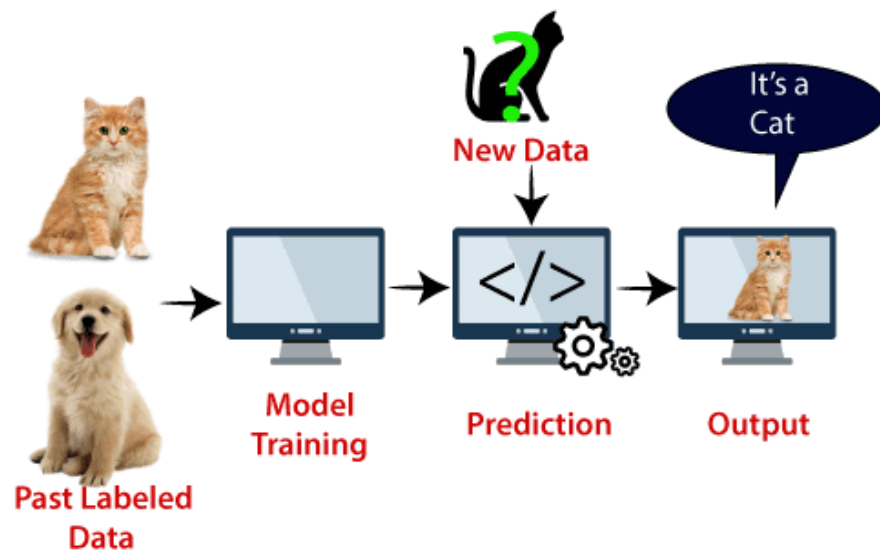 ?
New Data
It's a
Cat
</>
Model
Training
Prediction
Output
Past Labeled
Data